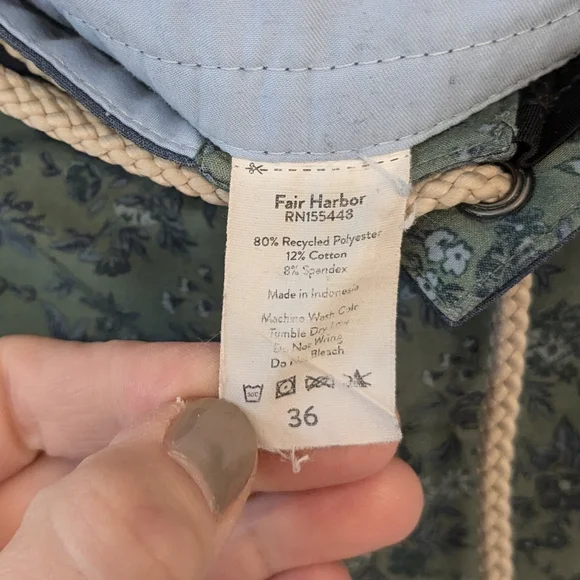 Fair Harbor
RN155448
80% Recycled Polyester
12% Cotton
8% Spandex
Made in Indonesia
Machine Wash Cold
Tumble Dry Low
Do Not Wring
Do Not Bleach
36